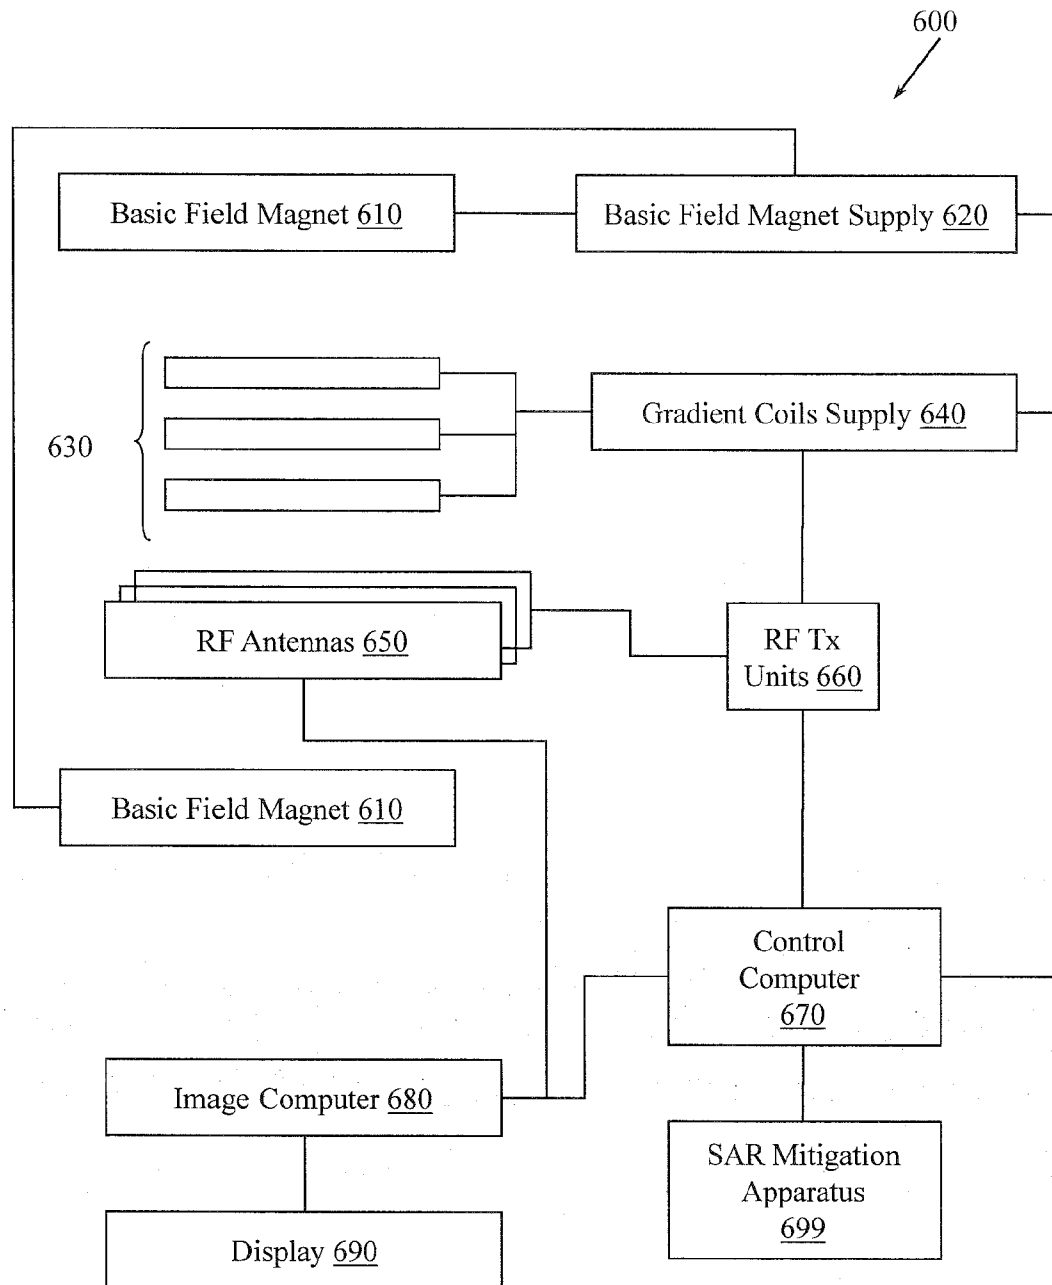 600
Basic Field Magnet 610
Basic Field Magnet Supply 620
630
Gradient Coils Supply 640
RF Antennas 650
RF Tx
Units 660
Basic Field Magnet 610
Control
Computer
670
Image Computer 680
SAR Mitigation
Apparatus
699
Display 690